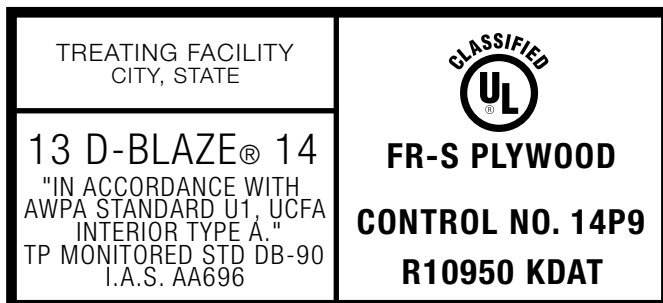 TREATING FACILITY
CITY, STATE
13 D-BLAZE® 14
"IN ACCORDANCE WITH
AWPA STANDARD U1, UCFA
INTERIOR TYPE A."
TP MONITORED STD DB-90
I.A.S. AA696
CLASSIFIED
UL
®
FR-S PLYWOOD
CONTROL NO. 14P9
R10950 KDAT